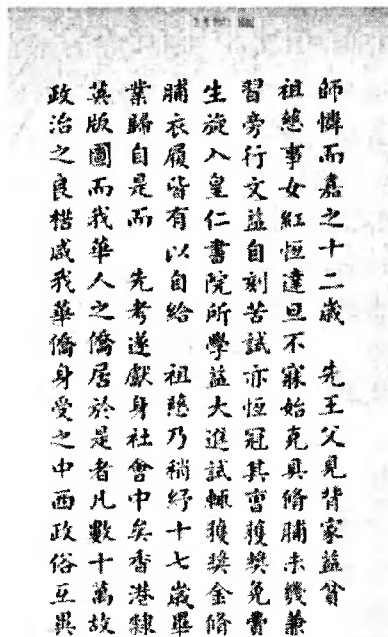 師憐而嘉之十二歲　先王父見背家益貧
祖慈事女紅恒達旦不寐始克具脩脯未幾兼
習旁行文益自刻苦試亦恒冠其曹獲獎免費
生旋入皇仁書院所學益大進試輒獲獎金脩
脯衣履皆有以自給　祖慈乃稍紓十七歲畢
業歸自是而　先考遂獻身社會中矣香港隸
英版圖而我華人之僑居於是者凡數十萬故
政治之良楛咸我華僑身受之中西政俗互異